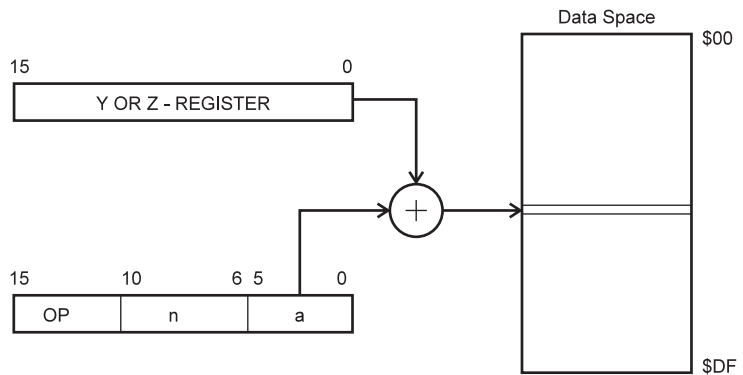 Data Space
$00
15 0
Y OR Z - REGISTER
+
15 10 6 5 0
OP n a
$DF